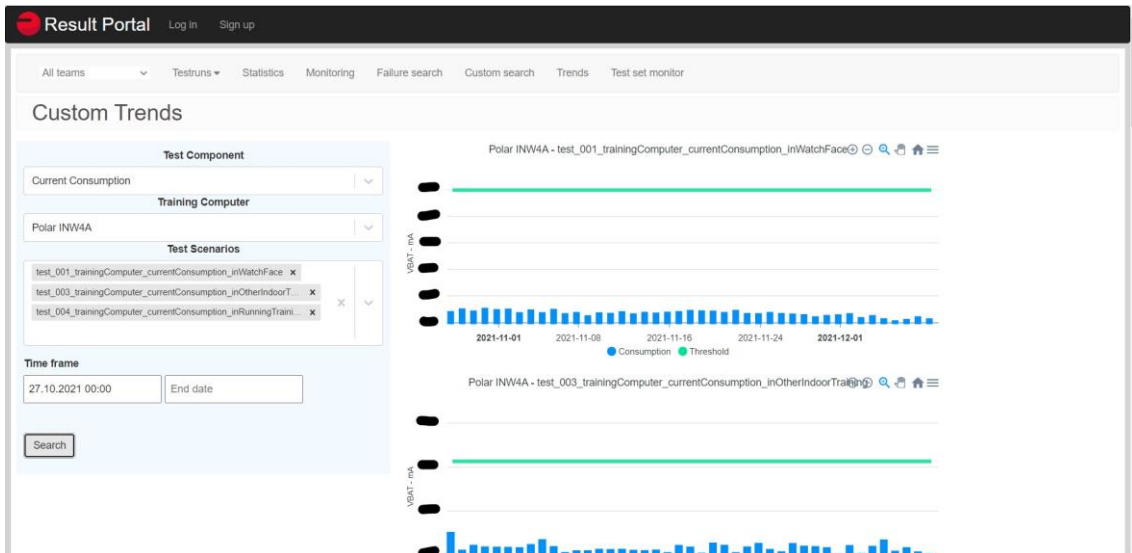 Result Portal Log in Sign up
All teams Testruns Statistics Monitoring Failure search Custom search Trends Test set monitor
Custom Trends
Test Component
Current Consumption
Training Computer
Polar INW4A
Test Scenarios
test_001_trainingComputer_currentConsumption_inWatchFace x
test_003_trainingComputer_currentConsumption_inOtherIndoorT... x
test_004_trainingComputer_currentConsumption_inRunningTraini... x
Time frame
27.10.2021 00:00 End date
Search
Polar INW4A - test_001_trainingComputer_currentConsumption_inWatchFace
VBAT - mA
2021-11-01 2021-11-08 2021-11-16 2021-11-24 2021-12-01
Consumption Threshold
Polar INW4A - test_003_trainingComputer_currentConsumption_inOtherIndoorTraining
VBAT - mA